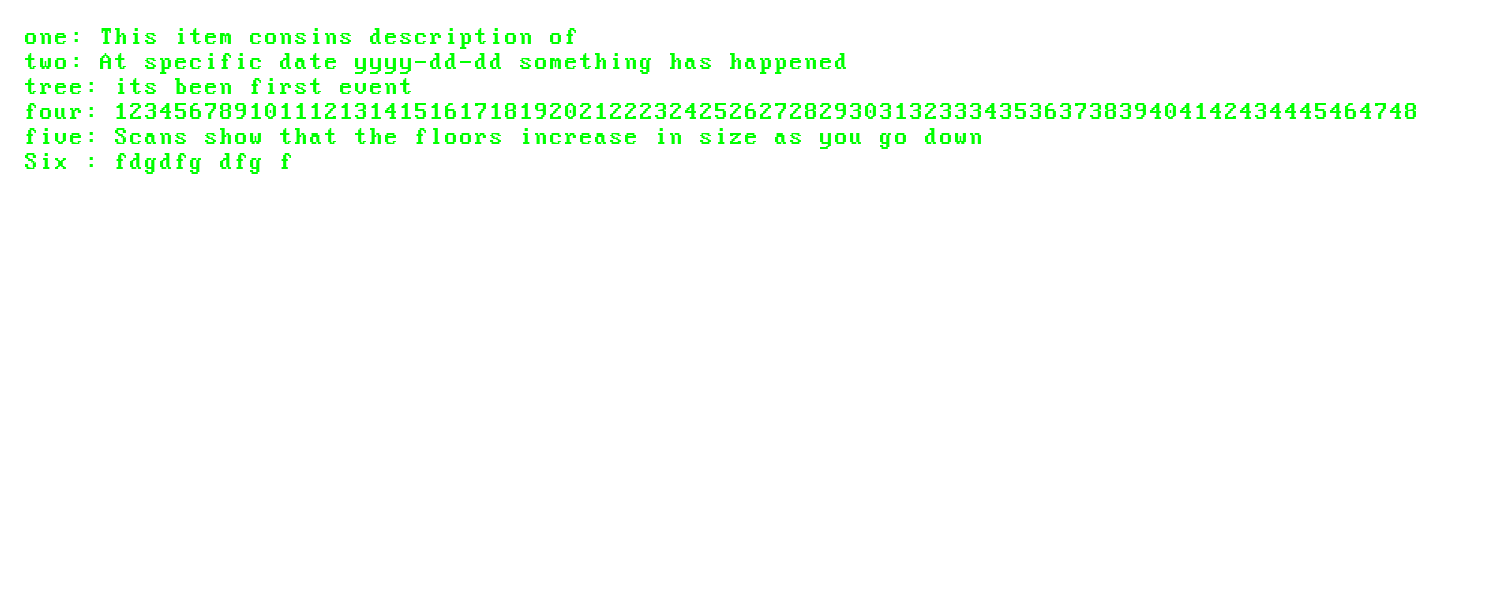 one: This item consins description of
two: At specific date yyyy-dd-dd something has happened
tree: its been first event
four: 123456789101112131415161718192021222324252627282930313233343536373839404142434445464748
five: Scans show that the floors increase in size as you go down
Six : fdgdfg dfg f